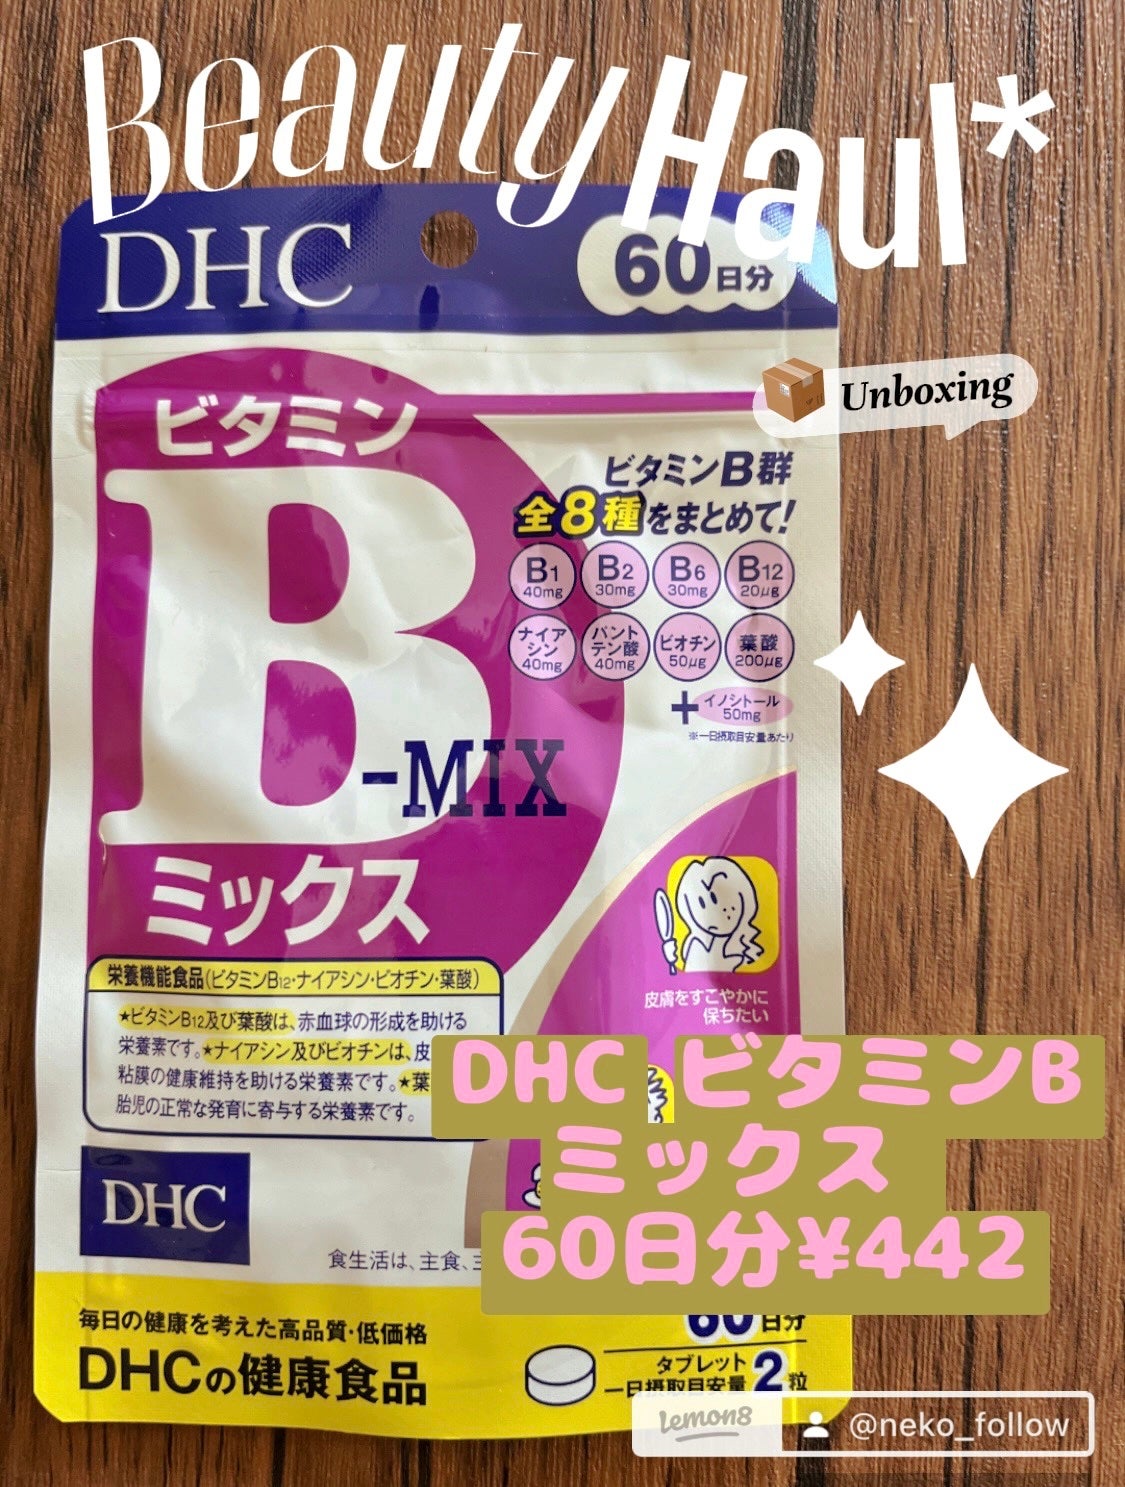 Beauty Haul*
DHC
60日分
Unboxing
ビタミン
B
-MIX
ミックス
ビタミンB群
全8種をまとめて!
B1 40mg
B2 30mg
B6 30mg
B12 20μg
ナイアシン 40mg
パントテン酸 40mg
ビオチン 50μg
葉酸 200μg
+イノシトール 50mg
※一日摂取目安量あたり
皮膚をすこやかに
保ちたい
栄養機能食品(ビタミンB12・ナイアシン・ビオチン・葉酸)
★ビタミンB12及び葉酸は、赤血球の形成を助ける
栄養素です。★ナイアシン及びビオチンは、皮
粘膜の健康維持を助ける栄養素です。★葉
胎児の正常な発育に寄与する栄養素です。
DHC ビタミンB
ミックス
60日分¥442
DHC
食生活は、主食、主
毎日の健康を考えた高品質・低価格
DHCの健康食品
60日分
タブレット
一日摂取目安量 2粒
lemon8
@neko_follow